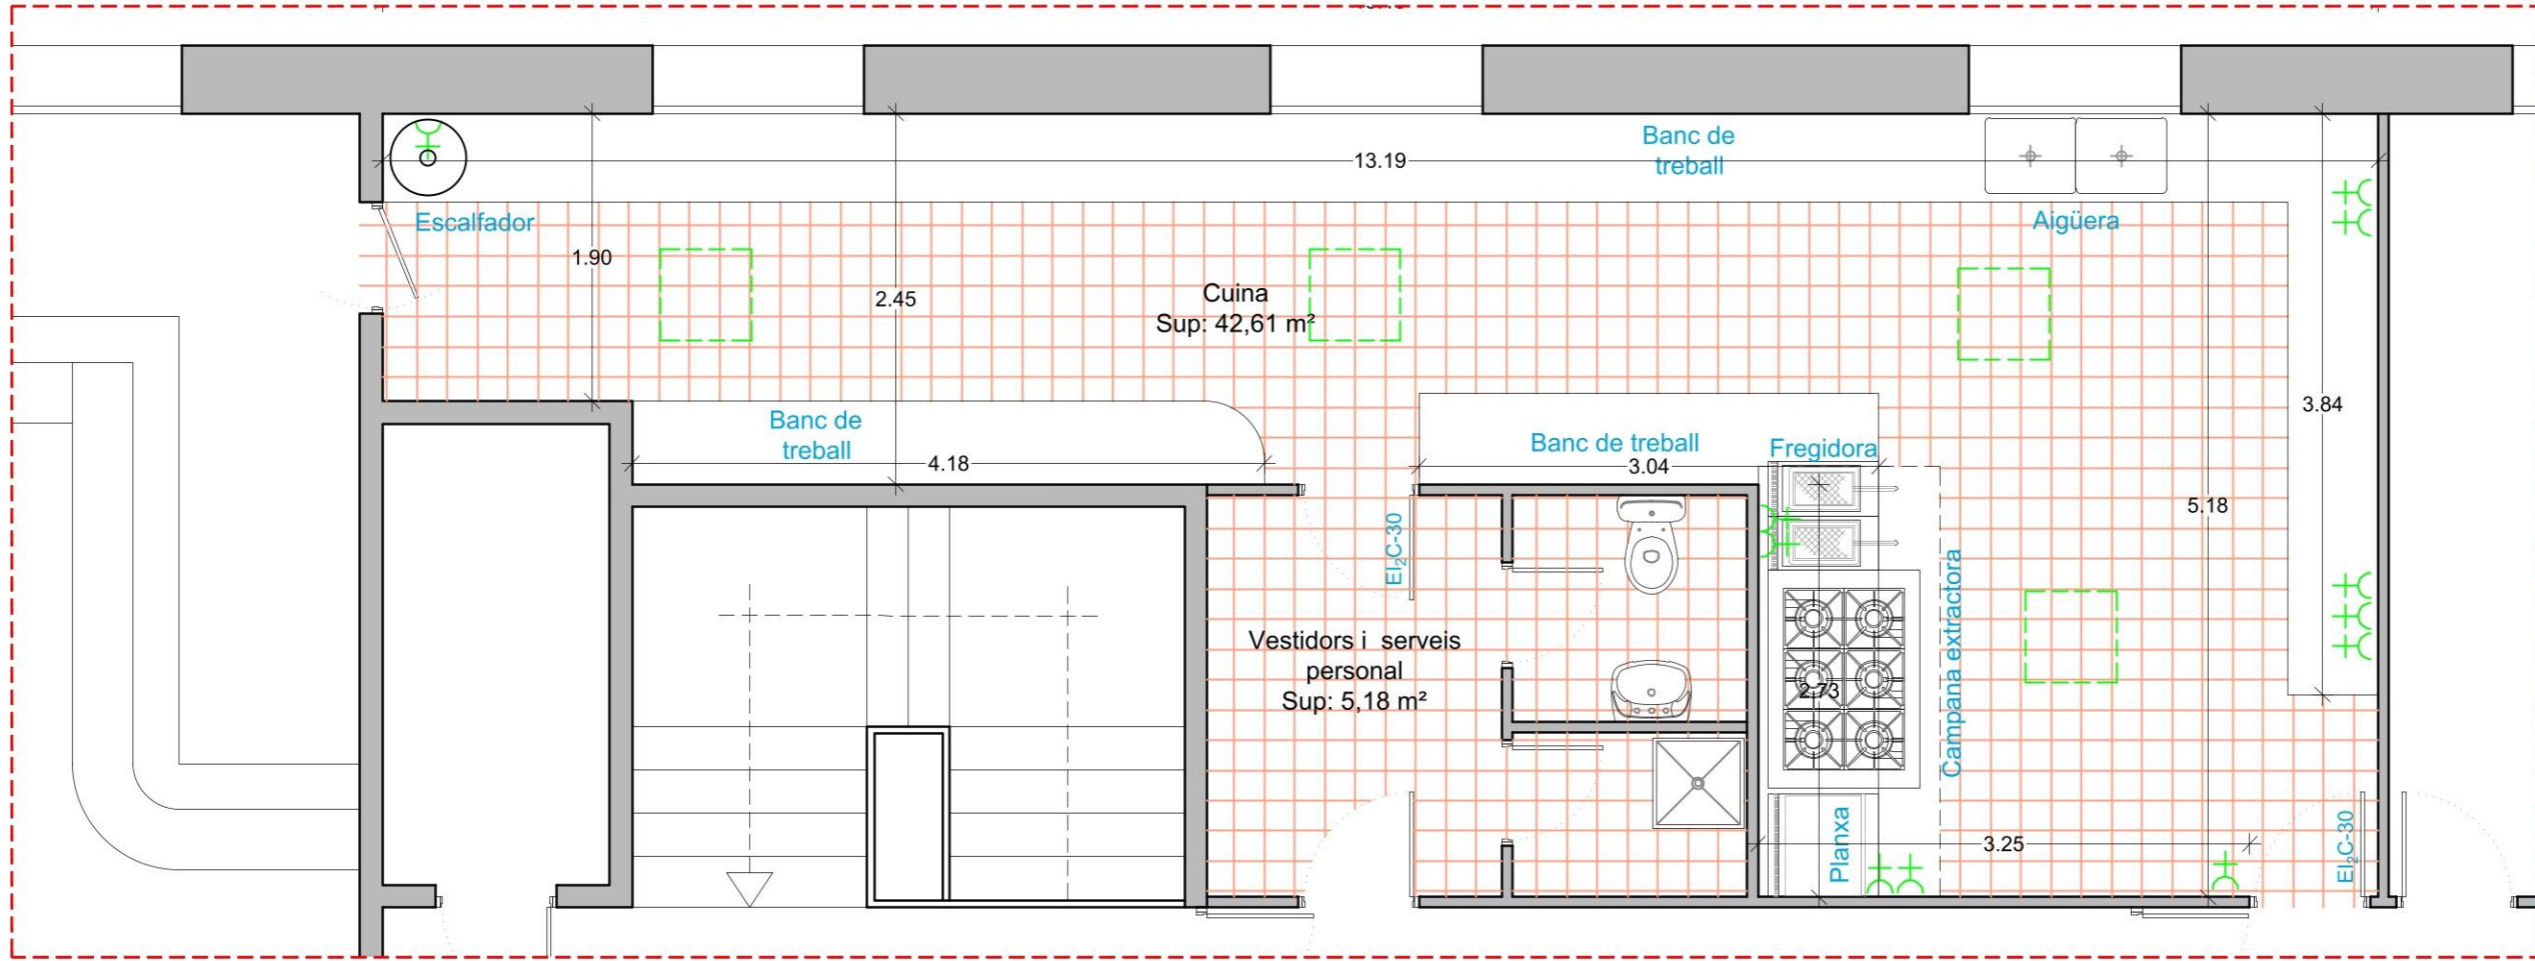 Banc de
treball
13.19
Escalfador
Aigüera
1.90
2.45
Cuina
Sup: 42,61 m²
3.84
Banc de
treball
4.18
Banc de treball
3.04
Fregidora
5.18
EI₂C-30
Campana extractora
Vestidors i serveis
personal
Sup: 5,18 m²
2.73
Planxa
3.25
EI₂C-30